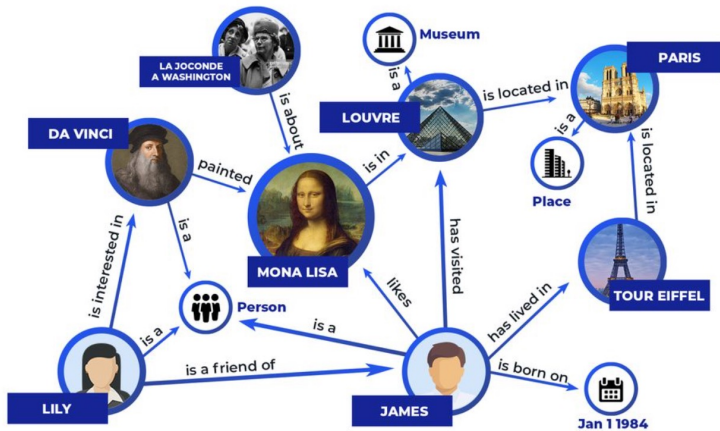 LA JOCONDE
A WASHINGTON
Museum
PARIS
is a
is located in
LOUVRE
is about
DA VINCI
painted
is in
is a
is located in
Place
is interested in
is a
MONA LISA
has visited
TOUR EIFFEL
Person
likes
has lived in
is a
is a
is a friend of
is born on
LILY
JAMES
Jan 1 1984